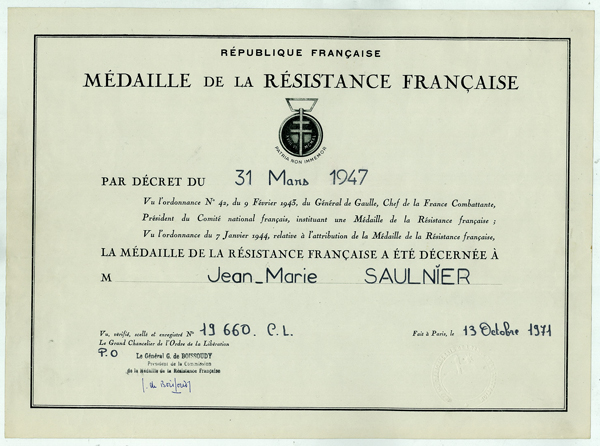 RÉPUBLIQUE FRANÇAISE
MÉDAILLE DE LA RÉSISTANCE FRANÇAISE
PATRIA NON IMMEMOR
PAR DÉCRET DU 31 Mars 1947
Vu l'ordonnance N° 42, du 9 Février 1943, du Général de Gaulle, Chef de la France Combattante,
Président du Comité national français, instituant une Médaille de la Résistance française ;
Vu l'ordonnance du 7 Janvier 1944, relative à l'attribution de la Médaille de la Résistance française,
LA MÉDAILLE DE LA RÉSISTANCE FRANÇAISE A ÉTÉ DÉCERNÉE À
M Jean-Marie SAULNIER
Vu, vérifié, scellé et enregistré N° 19 660. C.L.
Fait à Paris, le 13 Octobre 1971
Le Grand Chancelier de l'Ordre de la Libération
P.O
Le Général G. de BOISSOUDY
Président de la Commission
de la Médaille de la Résistance Française